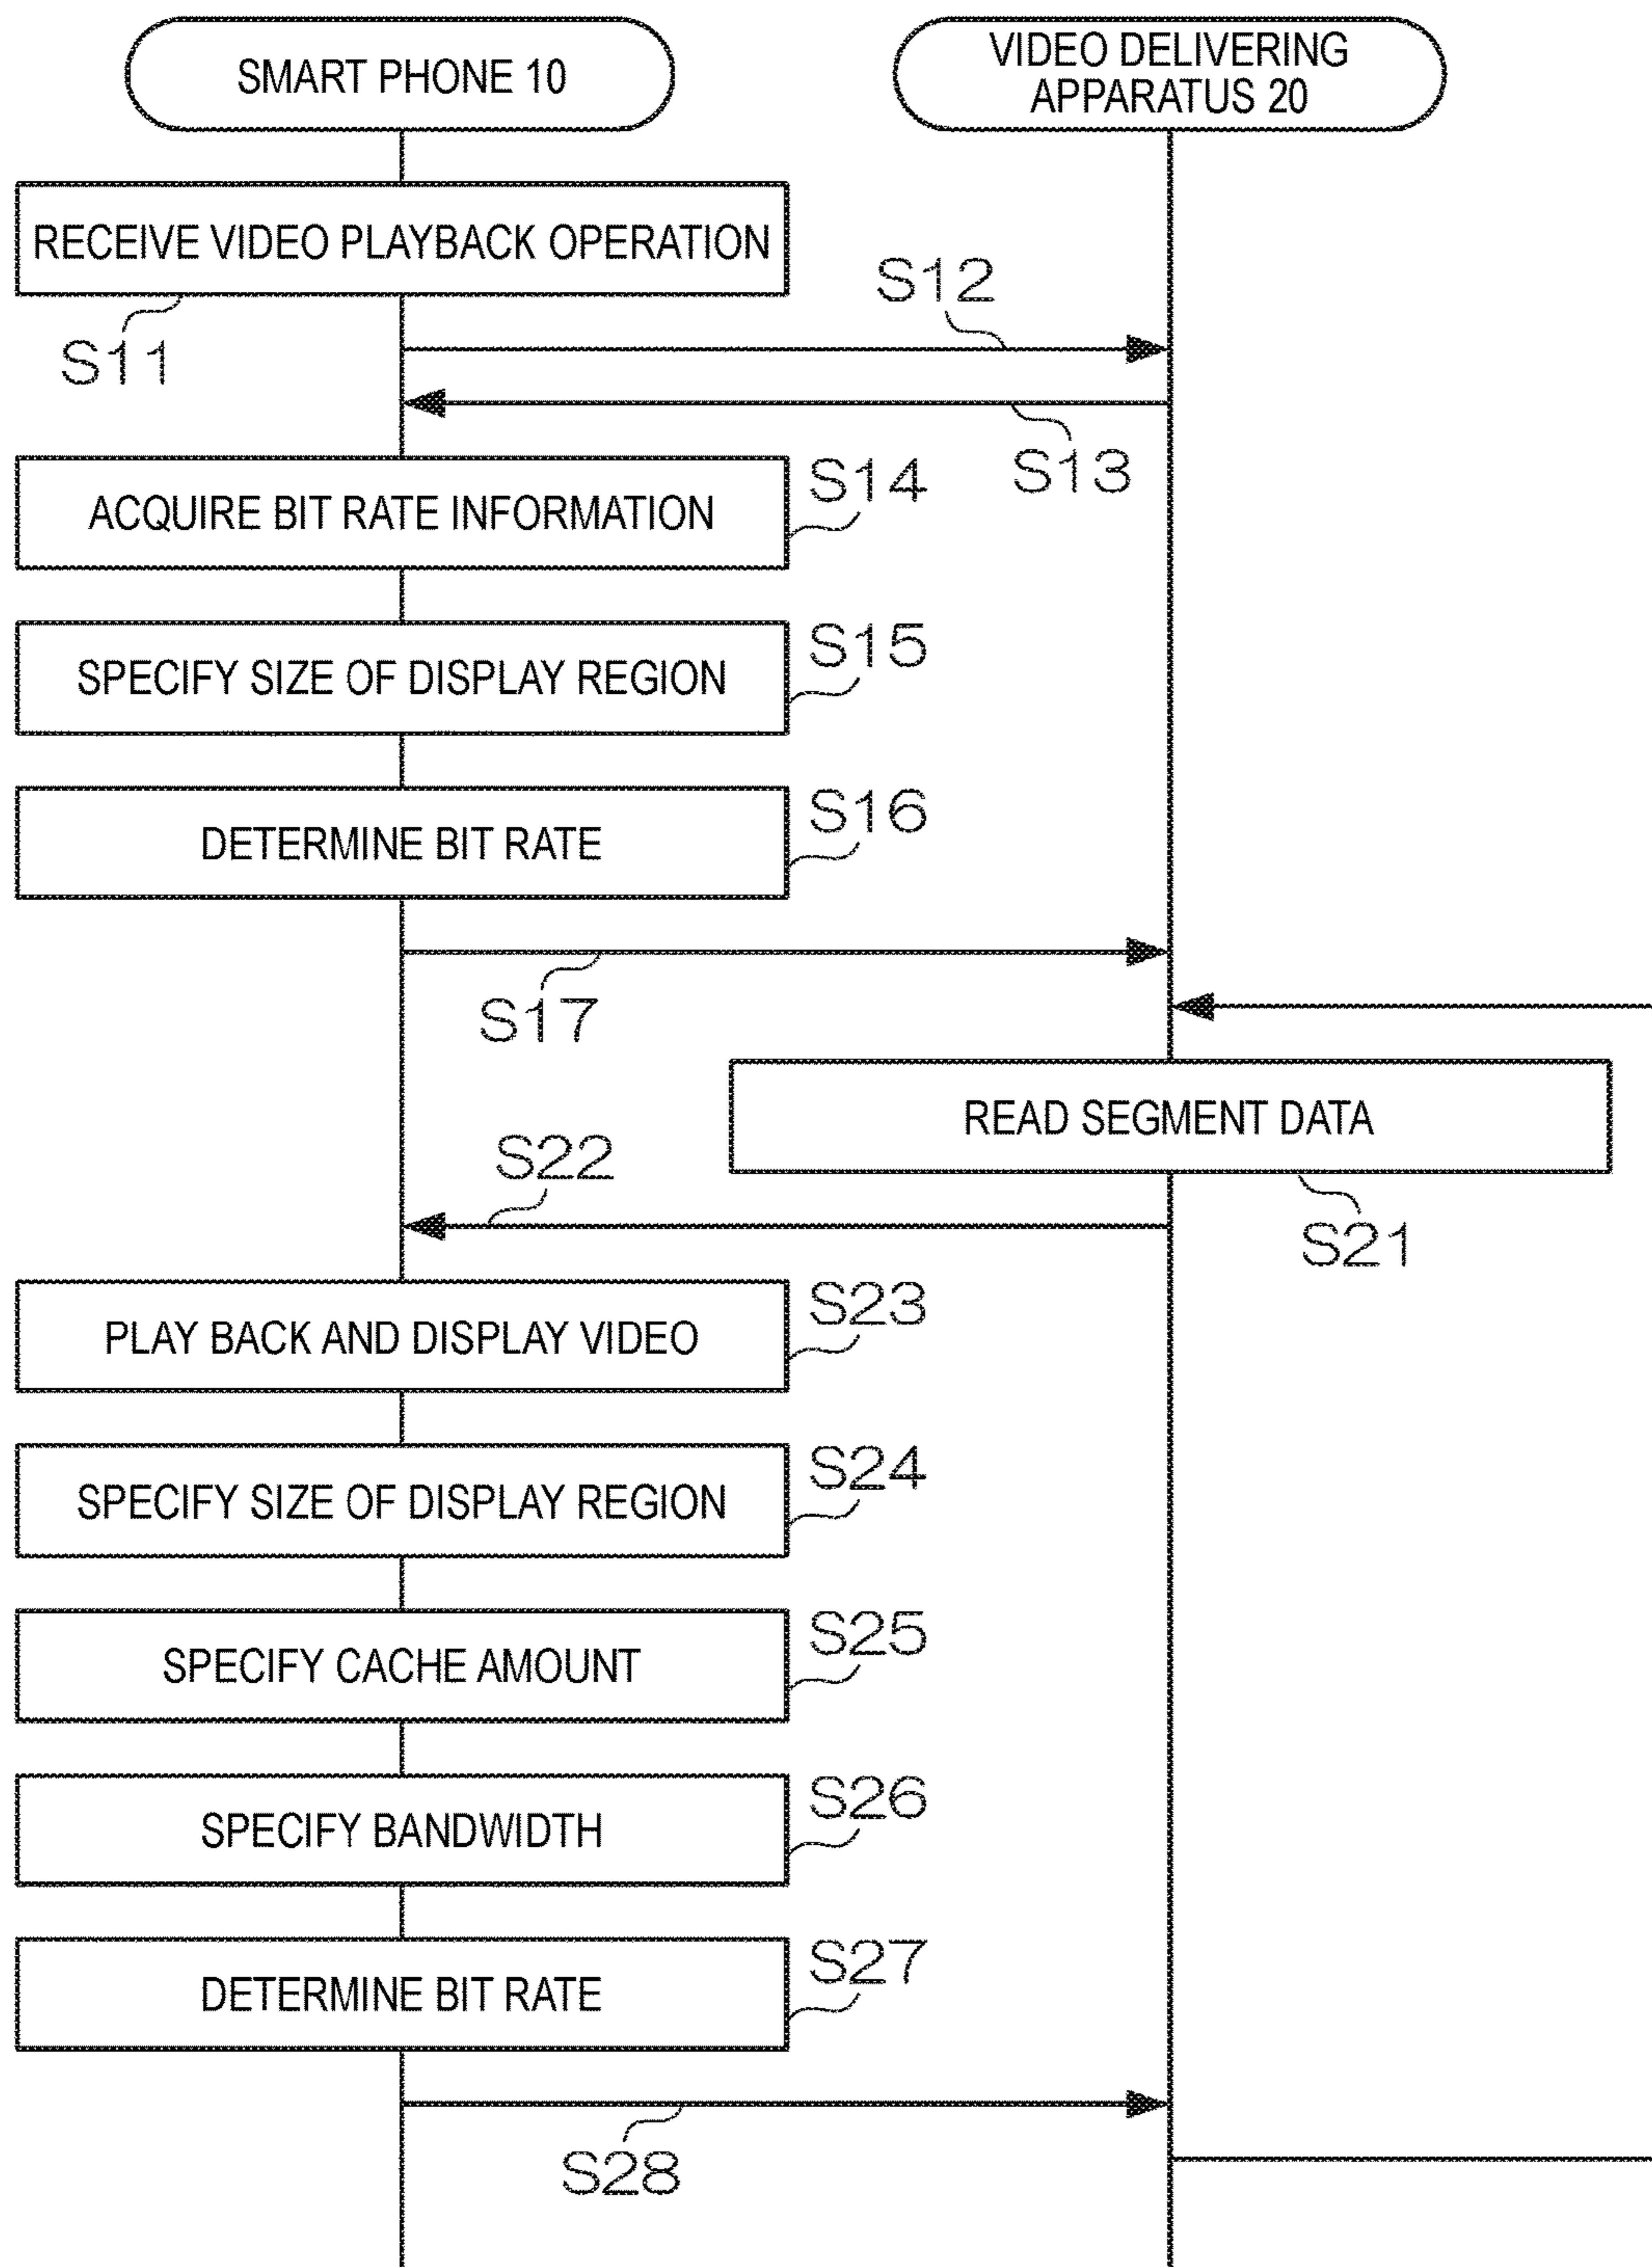 SMART PHONE 10
VIDEO DELIVERING
APPARATUS 20
RECEIVE VIDEO PLAYBACK OPERATION
S11
S12
S13
ACQUIRE BIT RATE INFORMATION
S14
SPECIFY SIZE OF DISPLAY REGION
S15
DETERMINE BIT RATE
S16
S17
READ SEGMENT DATA
S21
S22
PLAY BACK AND DISPLAY VIDEO
S23
SPECIFY SIZE OF DISPLAY REGION
S24
SPECIFY CACHE AMOUNT
S25
SPECIFY BANDWIDTH
S26
DETERMINE BIT RATE
S27
S28